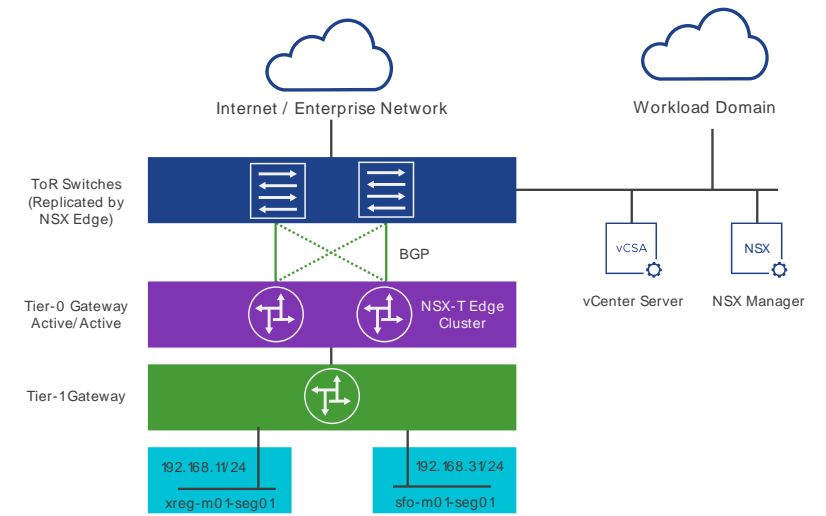 Internet / Enterprise Network
Workload Domain
ToR Switches
(Replicated by
NSX Edge)
BGP
vCSA
NSX
vCenter Server
NSX Manager
Tier-0 Gateway
Active/Active
NSX-T Edge
Cluster
Tier-1Gateway
192.168.11/24
xreg-m01-seg01
192.168.31/24
sfo-m01-seg01